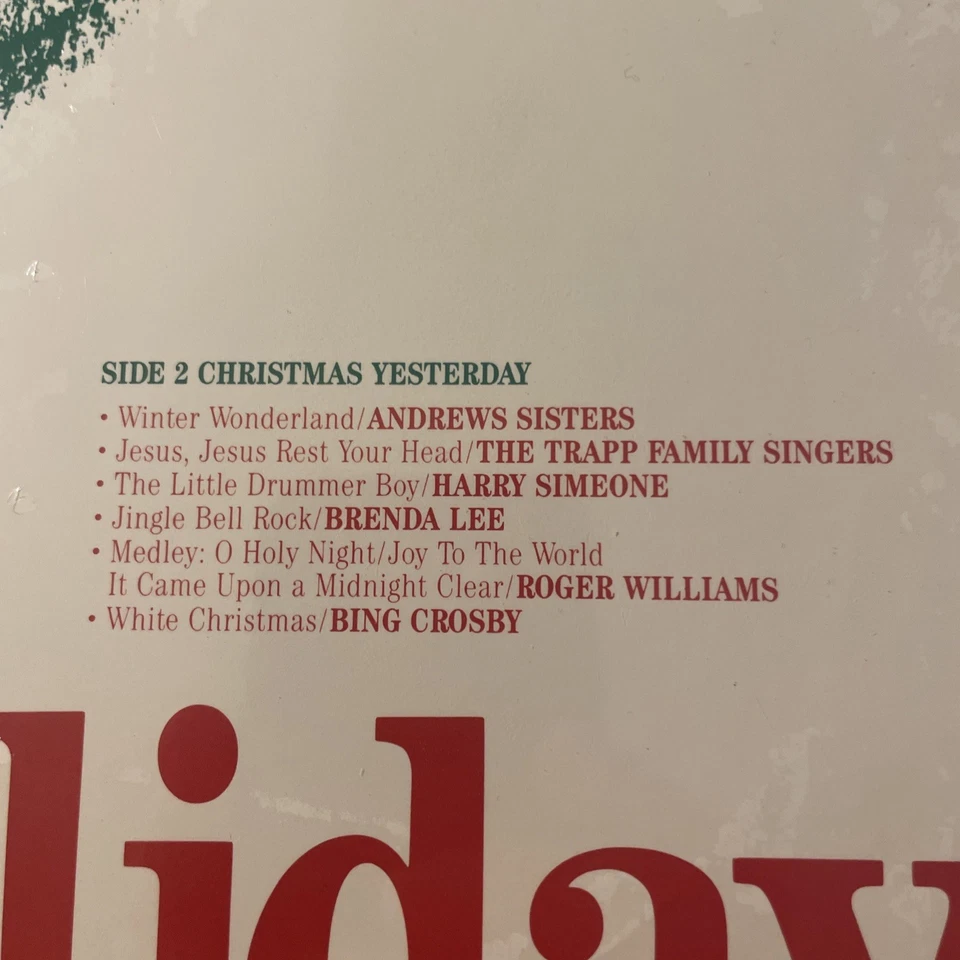 SIDE 2 CHRISTMAS YESTERDAY
• Winter Wonderland/ANDREWS SISTERS
• Jesus, Jesus Rest Your Head/THE TRAPP FAMILY SINGERS
• The Little Drummer Boy/HARRY SIMEONE
• Jingle Bell Rock/BRENDA LEE
• Medley: O Holy Night/Joy To The World
It Came Upon a Midnight Clear/ROGER WILLIAMS
• White Christmas/BING CROSBY
liday